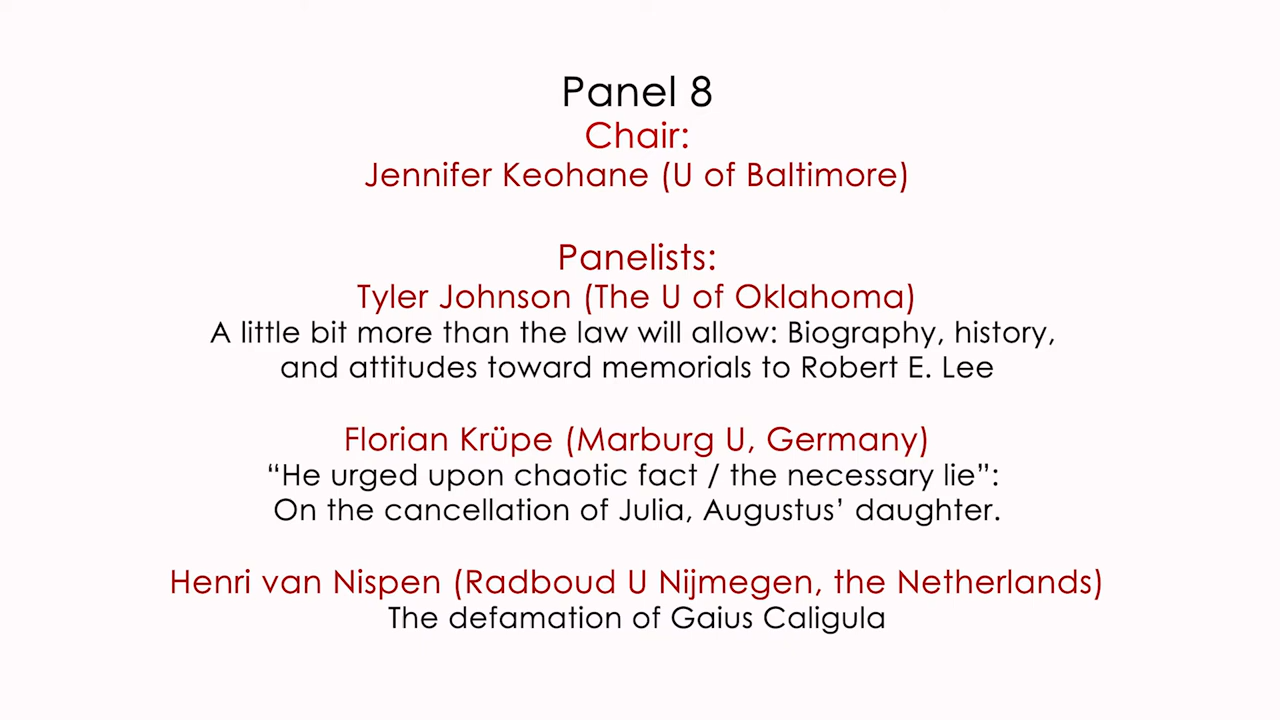 Panel 8
Chair:
Jennifer Keohane (U of Baltimore)
Panelists:
Tyler Johnson (The U of Oklahoma)
A little bit more than the law will allow: Biography, history,
and attitudes toward memorials to Robert E. Lee
Florian Krüpe (Marburg U, Germany)
“He urged upon chaotic fact / the necessary lie”:
On the cancellation of Julia, Augustus’ daughter.
Henri van Nispen (Radboud U Nijmegen, the Netherlands)
The defamation of Gaius Caligula